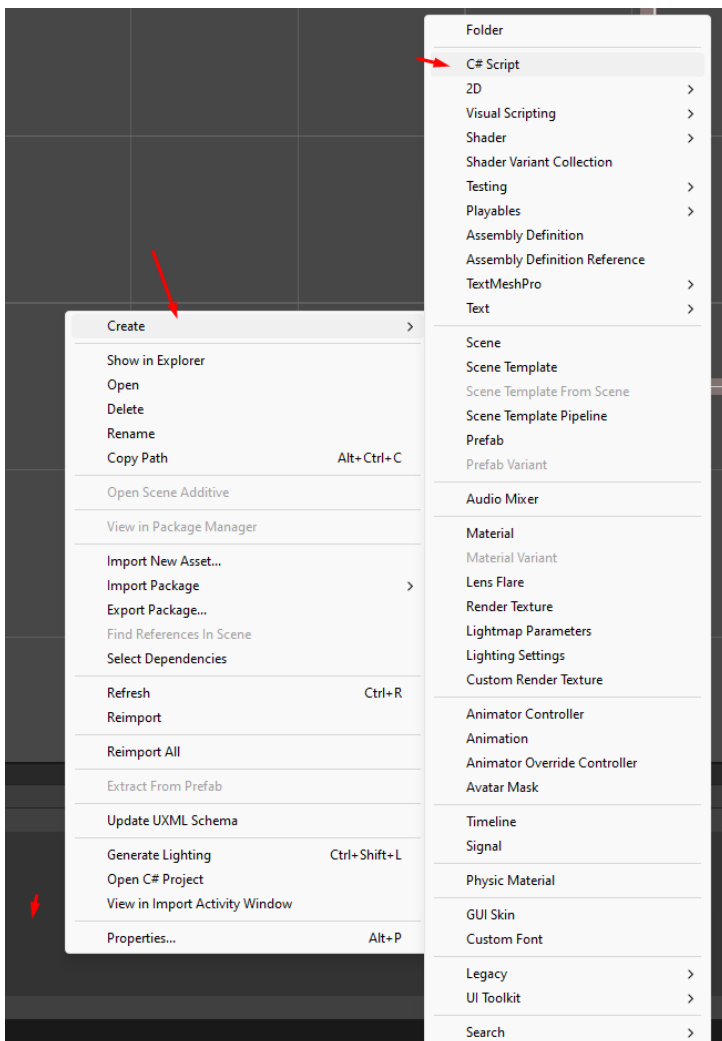 Create
Show in Explorer
Open
Delete
Rename
Copy Path Alt+Ctrl+C
Open Scene Additive
View in Package Manager
Import New Asset...
Import Package
Export Package...
Find References In Scene
Select Dependencies
Refresh Ctrl+R
Reimport
Reimport All
Extract From Prefab
Update UXML Schema
Generate Lighting Ctrl+Shift+L
Open C# Project
View in Import Activity Window
Properties... Alt+P
Folder
C# Script
2D
Visual Scripting
Shader
Shader Variant Collection
Testing
Playables
Assembly Definition
Assembly Definition Reference
TextMeshPro
Text
Scene
Scene Template
Scene Template From Scene
Scene Template Pipeline
Prefab
Prefab Variant
Audio Mixer
Material
Material Variant
Lens Flare
Render Texture
Lightmap Parameters
Lighting Settings
Custom Render Texture
Animator Controller
Animation
Animator Override Controller
Avatar Mask
Timeline
Signal
Physic Material
GUI Skin
Custom Font
Legacy
UI Toolkit
Search